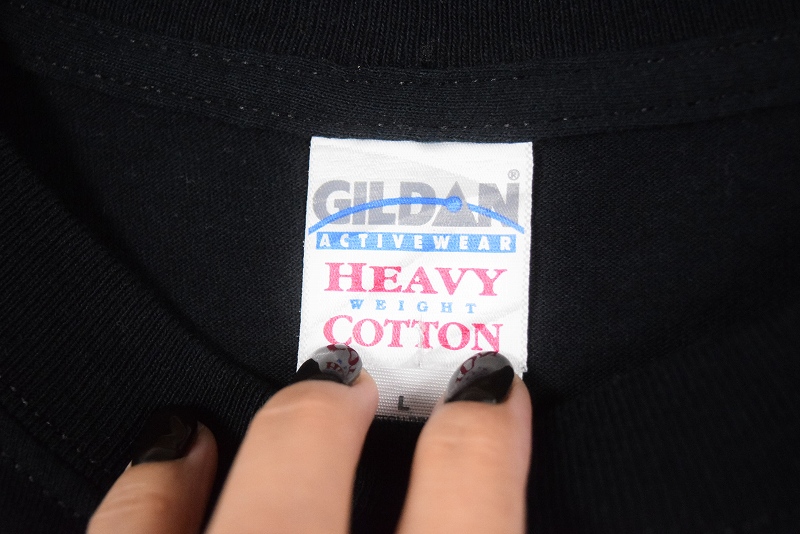 GILDAN®
ACTIVEWEAR
HEAVY
WEIGHT
COTTON
L